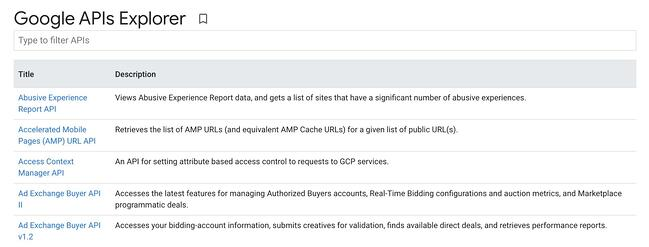 Google APIs Explorer
Type to filter APIs
Title Description
Abusive Experience Views Abusive Experience Report data, and gets a list of sites that have a significant number of abusive experiences.
Report API
Accelerated Mobile Retrieves the list of AMP URLs (and equivalent AMP Cache URLs) for a given list of public URL(s).
Pages (AMP) URL API
Access Context An API for setting attribute based access control to requests to GCP services.
Manager API
Ad Exchange Buyer API Accesses the latest features for managing Authorized Buyers accounts, Real-Time Bidding configurations and auction metrics, and Marketplace
II programmatic deals.
Ad Exchange Buyer API Accesses your bidding-account information, submits creatives for validation, finds available direct deals, and retrieves performance reports.
v1.2